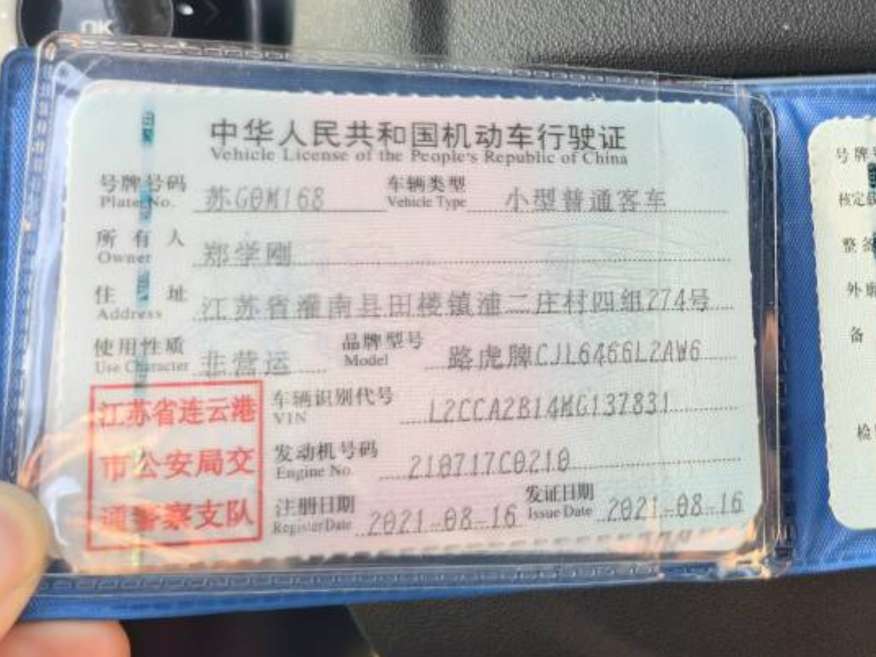 OK
中华人民共和国机动车行驶证
Vehicle License of the People's Republic of China
号牌号码 苏G0M168 车辆类型 小型普通客车
Plate No. Vehicle Type
所有人 郑学刚
Owner
住址 江苏省灌南县田楼镇浦二庄村四组274号
Address
使用性质 非营运 品牌型号 路虎牌CJL6466L2AW6
Use Character Model
江苏省连云港
市公安局交
通警察支队
车辆识别代号 L2CCA2B14MG137831
VIN
发动机号码 210717C0210
Engine No.
注册日期 2021-08-16 发证日期 2021-08-16
Register Date Issue Date
号牌号
核定载
整备
外廓
备
检